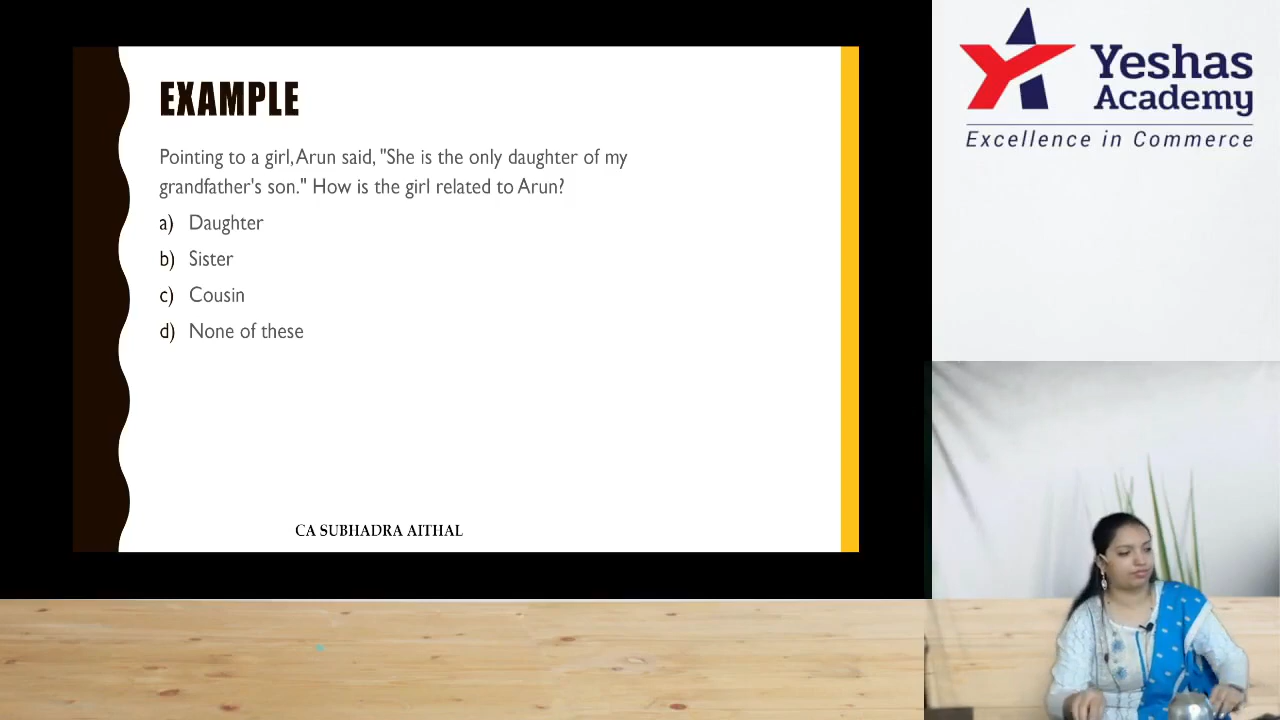 EXAMPLE
Pointing to a girl, Arun said, "She is the only daughter of my
grandfather's son." How is the girl related to Arun?
a) Daughter
b) Sister
c) Cousin
d) None of these
CA SUBHADRA AITHAL
Yeshas
Academy
Excellence in Commerce